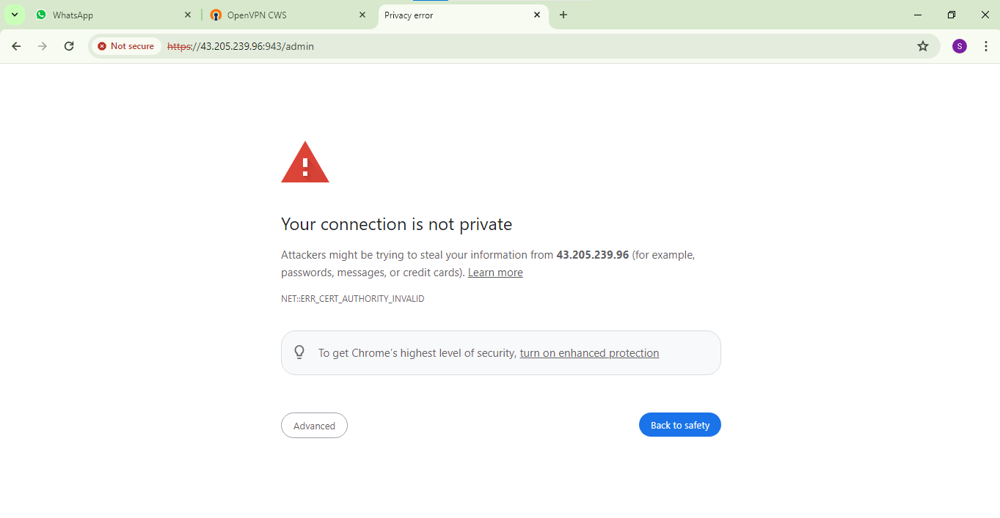 WhatsApp
OpenVPN CWS
Privacy error
Not secure
https://43.205.239.96:943/admin
S
Your connection is not private
Attackers might be trying to steal your information from 43.205.239.96 (for example,
passwords, messages, or credit cards). Learn more
NET::ERR_CERT_AUTHORITY_INVALID
To get Chrome's highest level of security, turn on enhanced protection
Advanced
Back to safety